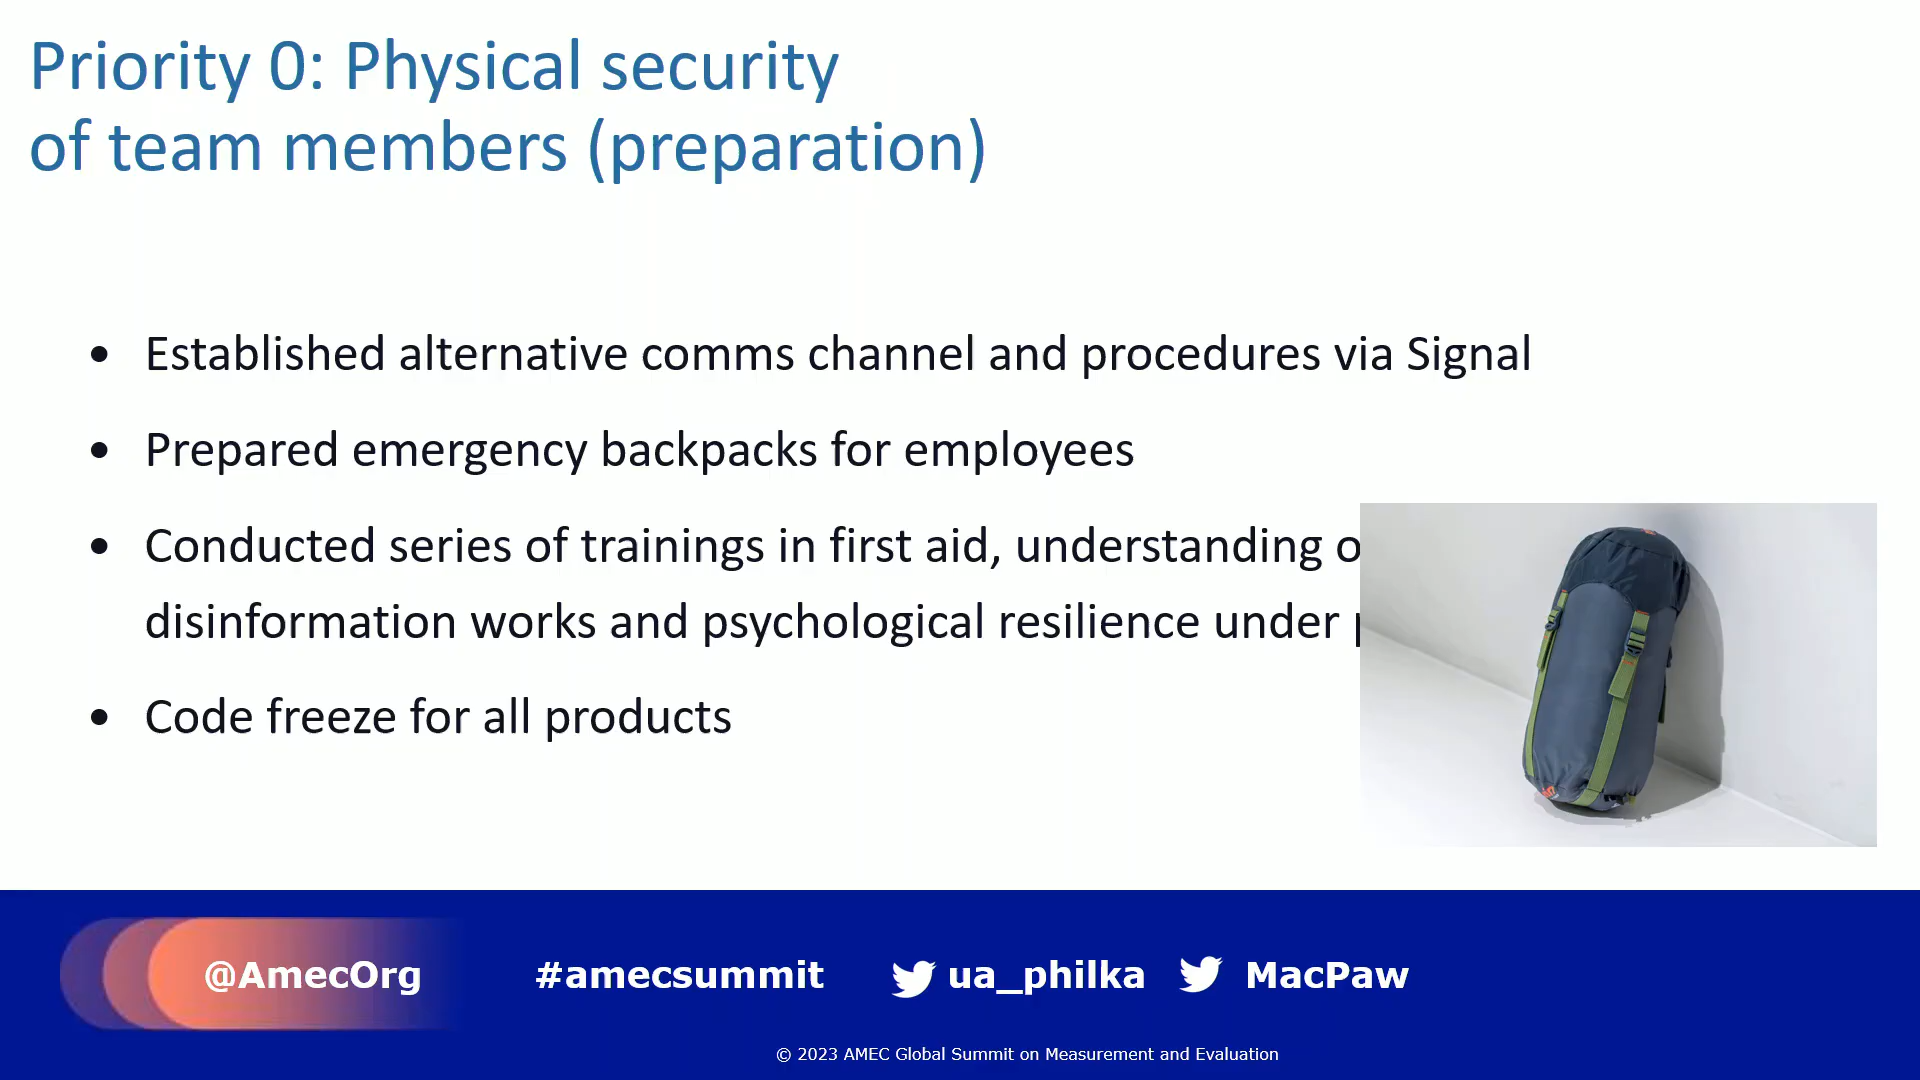 Priority 0: Physical security
of team members (preparation)
• Established alternative comms channel and procedures via Signal
• Prepared emergency backpacks for employees
• Conducted series of trainings in first aid, understanding
disinformation works and psychological resilience under
• Code freeze for all products
@AmecOrg #amecsummit ua_philka MacPaw
© 2023 AMEC Global Summit on Measurement and Evaluation